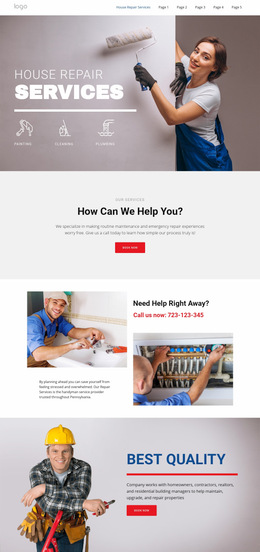 logo
House Repair Services Page 1 Page 2 Page 3 Page 4 Page 5
HOUSE REPAIR
SERVICES
PAINTING CLEANING PLUMBING
OUR SERVICES
How Can We Help You?
We specialize in making routine maintenance and emergency repair experiences
worry free. Give us a call today to learn how simple our process truly is!
BOOK NOW
Need Help Right Away?
Call us now: 723-123-345
By planning ahead you can save yourself from
feeling stressed and overwhelmed. Our Repair
Services is the handyman service provider
trusted throughout Pennsylvania.
BEST QUALITY
Company works with homeowners, contractors, realtors,
and residential building managers to help maintain,
upgrade, and repair properties
BOOK NOW